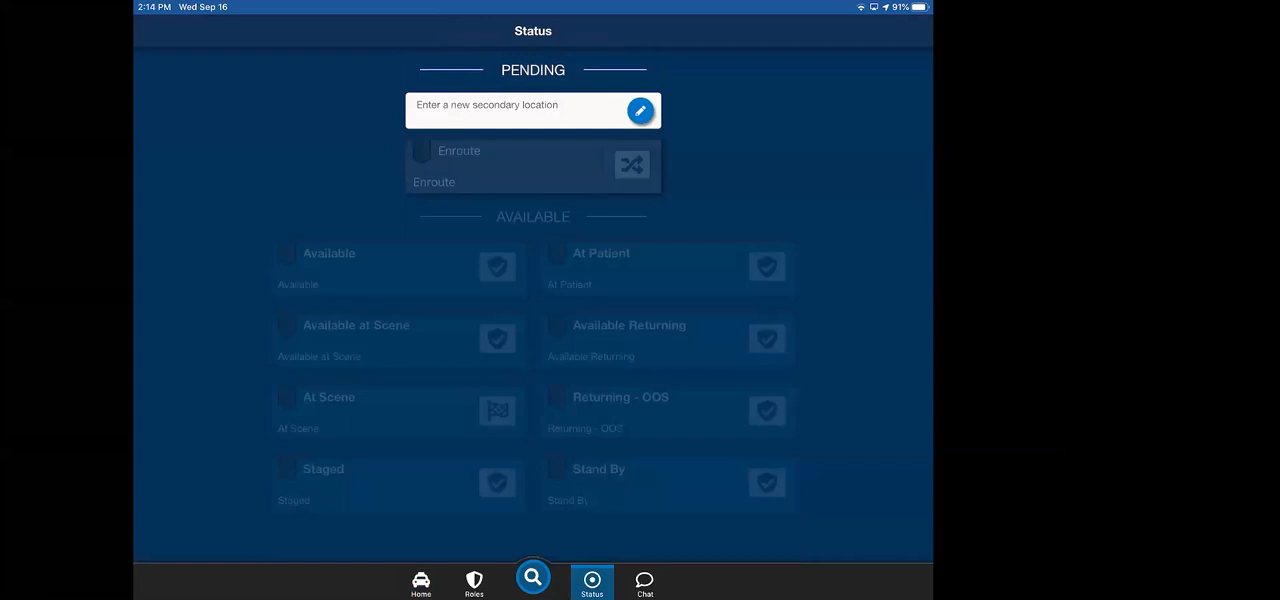 2:14 PM Wed Sep 16
91%
Status
PENDING
Enter a new secondary location
Enroute
Enroute
AVAILABLE
Available
Available
At Patient
At Patient
Available at Scene
Available at Scene
Available Returning
Available Returning
At Scene
At Scene
Returning - OOS
Returning - OOS
Staged
Staged
Stand By
Stand By
Home
Roles
Status
Chat